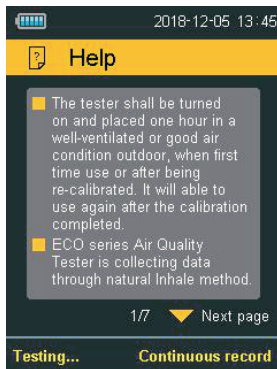 2018-12-05 13:45
Help
The tester shall be turned
on and placed one hour in a
well-ventilated or good air
condition outdoor, when first
time use or after being
re-calibrated. It will able to
use again after the calibration
completed.
ECO series Air Quality
Tester is collecting data
through natural Inhale method.
1/7 Next page
Testing... Continuous record